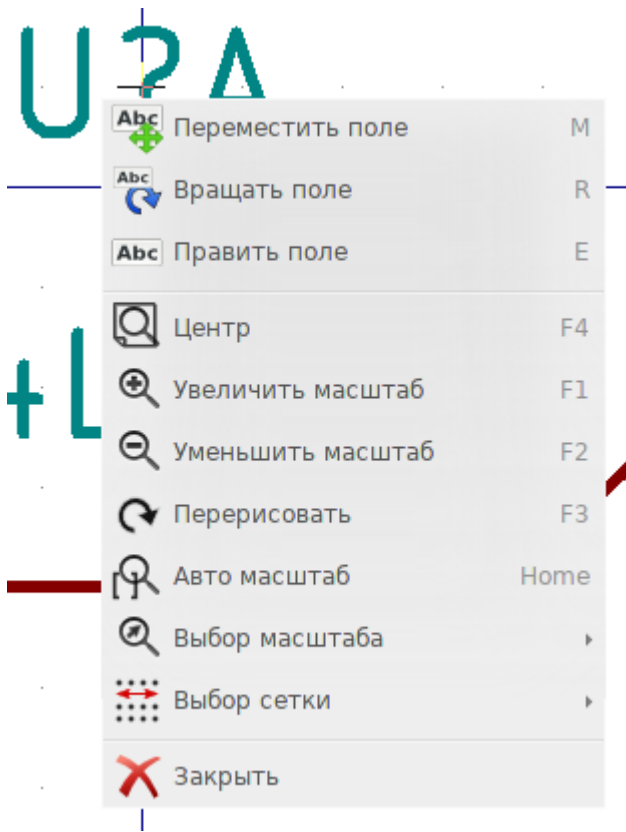 U?A
Abc Переместить поле M
Abc Вращать поле R
Abc Править поле E
Центр F4
+L
Увеличить масштаб F1
Уменьшить масштаб F2
Перерисовать F3
Авто масштаб Home
Выбор масштаба
Выбор сетки
Закрыть